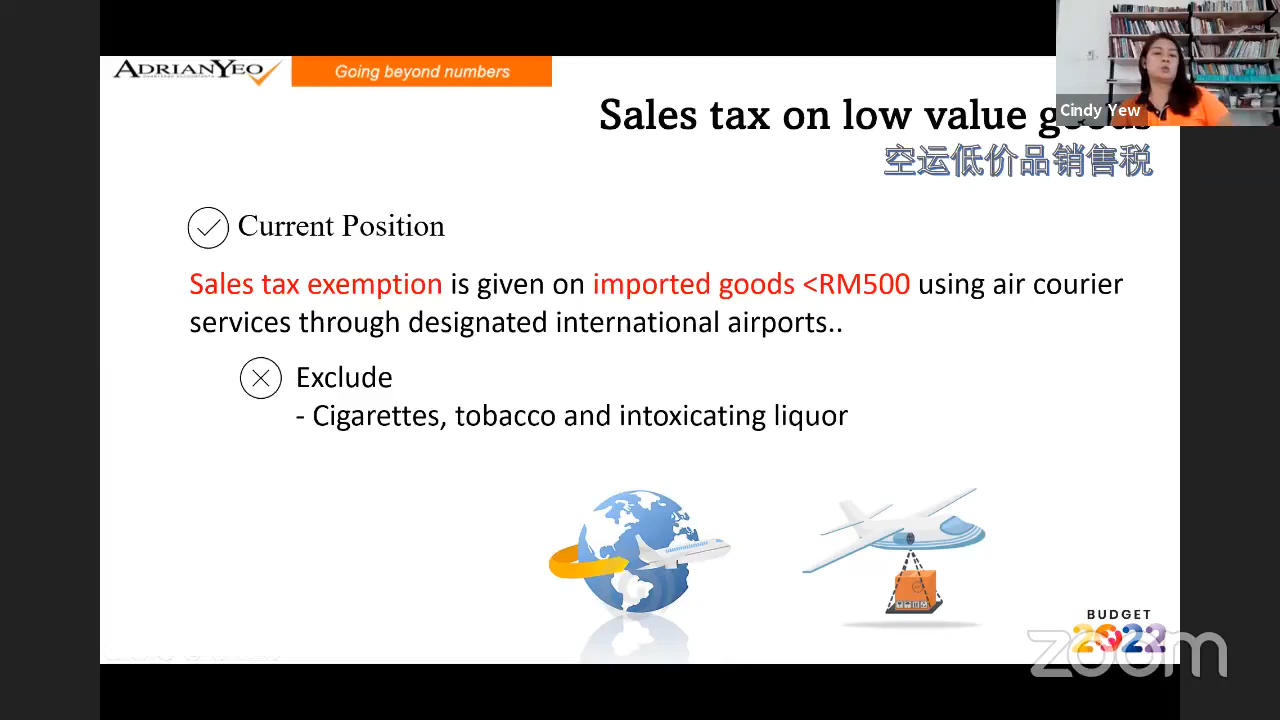 ADRIANYEO
Going beyond numbers
Cindy Yew
Sales tax on low value goods
空运低价品销售税
Current Position
Sales tax exemption is given on imported goods <RM500 using air courier
services through designated international airports..
Exclude
- Cigarettes, tobacco and intoxicating liquor
BUDGET
zoom